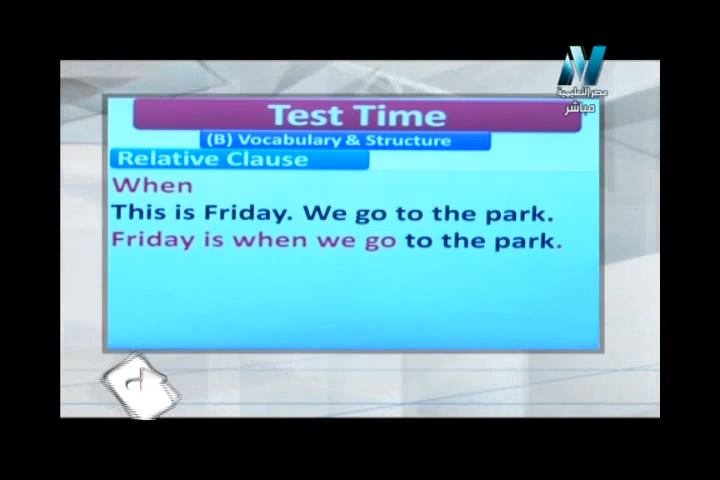 مصر التعليمية
مباشر
Test Time
(B) Vocabulary & Structure
Relative Clause
When
This is Friday. We go to the park.
Friday is when we go to the park.